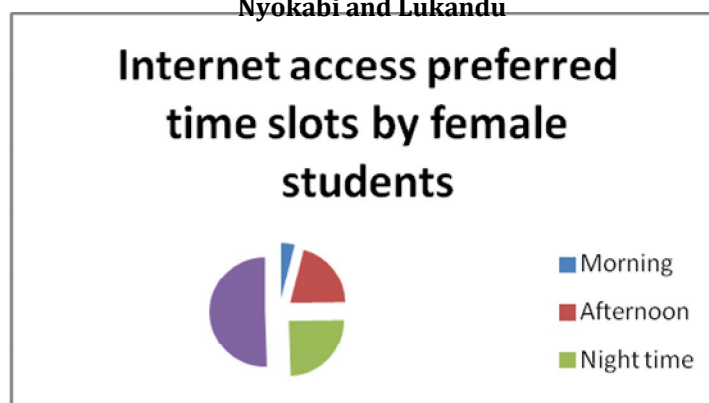 Nyokabi and Lukandu
Internet access preferred
time slots by female
students
Morning
Afternoon
Night time